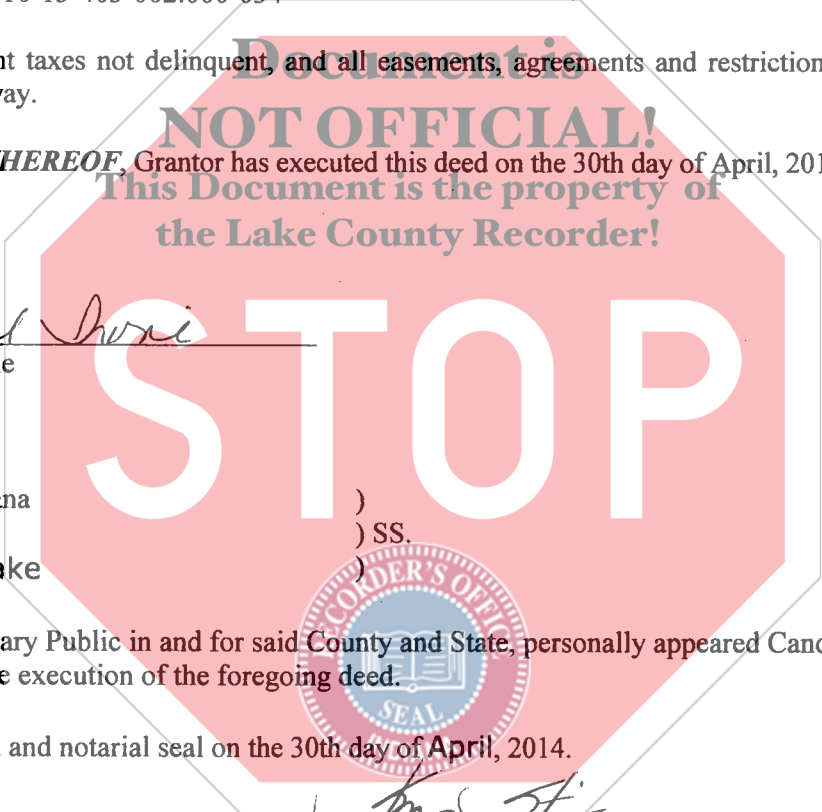 nt taxes not delinquent, and all easements, agreements and restriction
Document is
vay.
NOT OFFICIAL!
HEREOF, Grantor has executed this deed on the 30th day of April, 201
This Document is the property of
the Lake County Recorder!
e
STOP
na )
) SS.
ake )
RECORDER'S OFFICE
ary Public in and for said County and State, personally appeared Canc
e execution of the foregoing deed.
SEAL
and notarial seal on the 30th day of April, 2014.